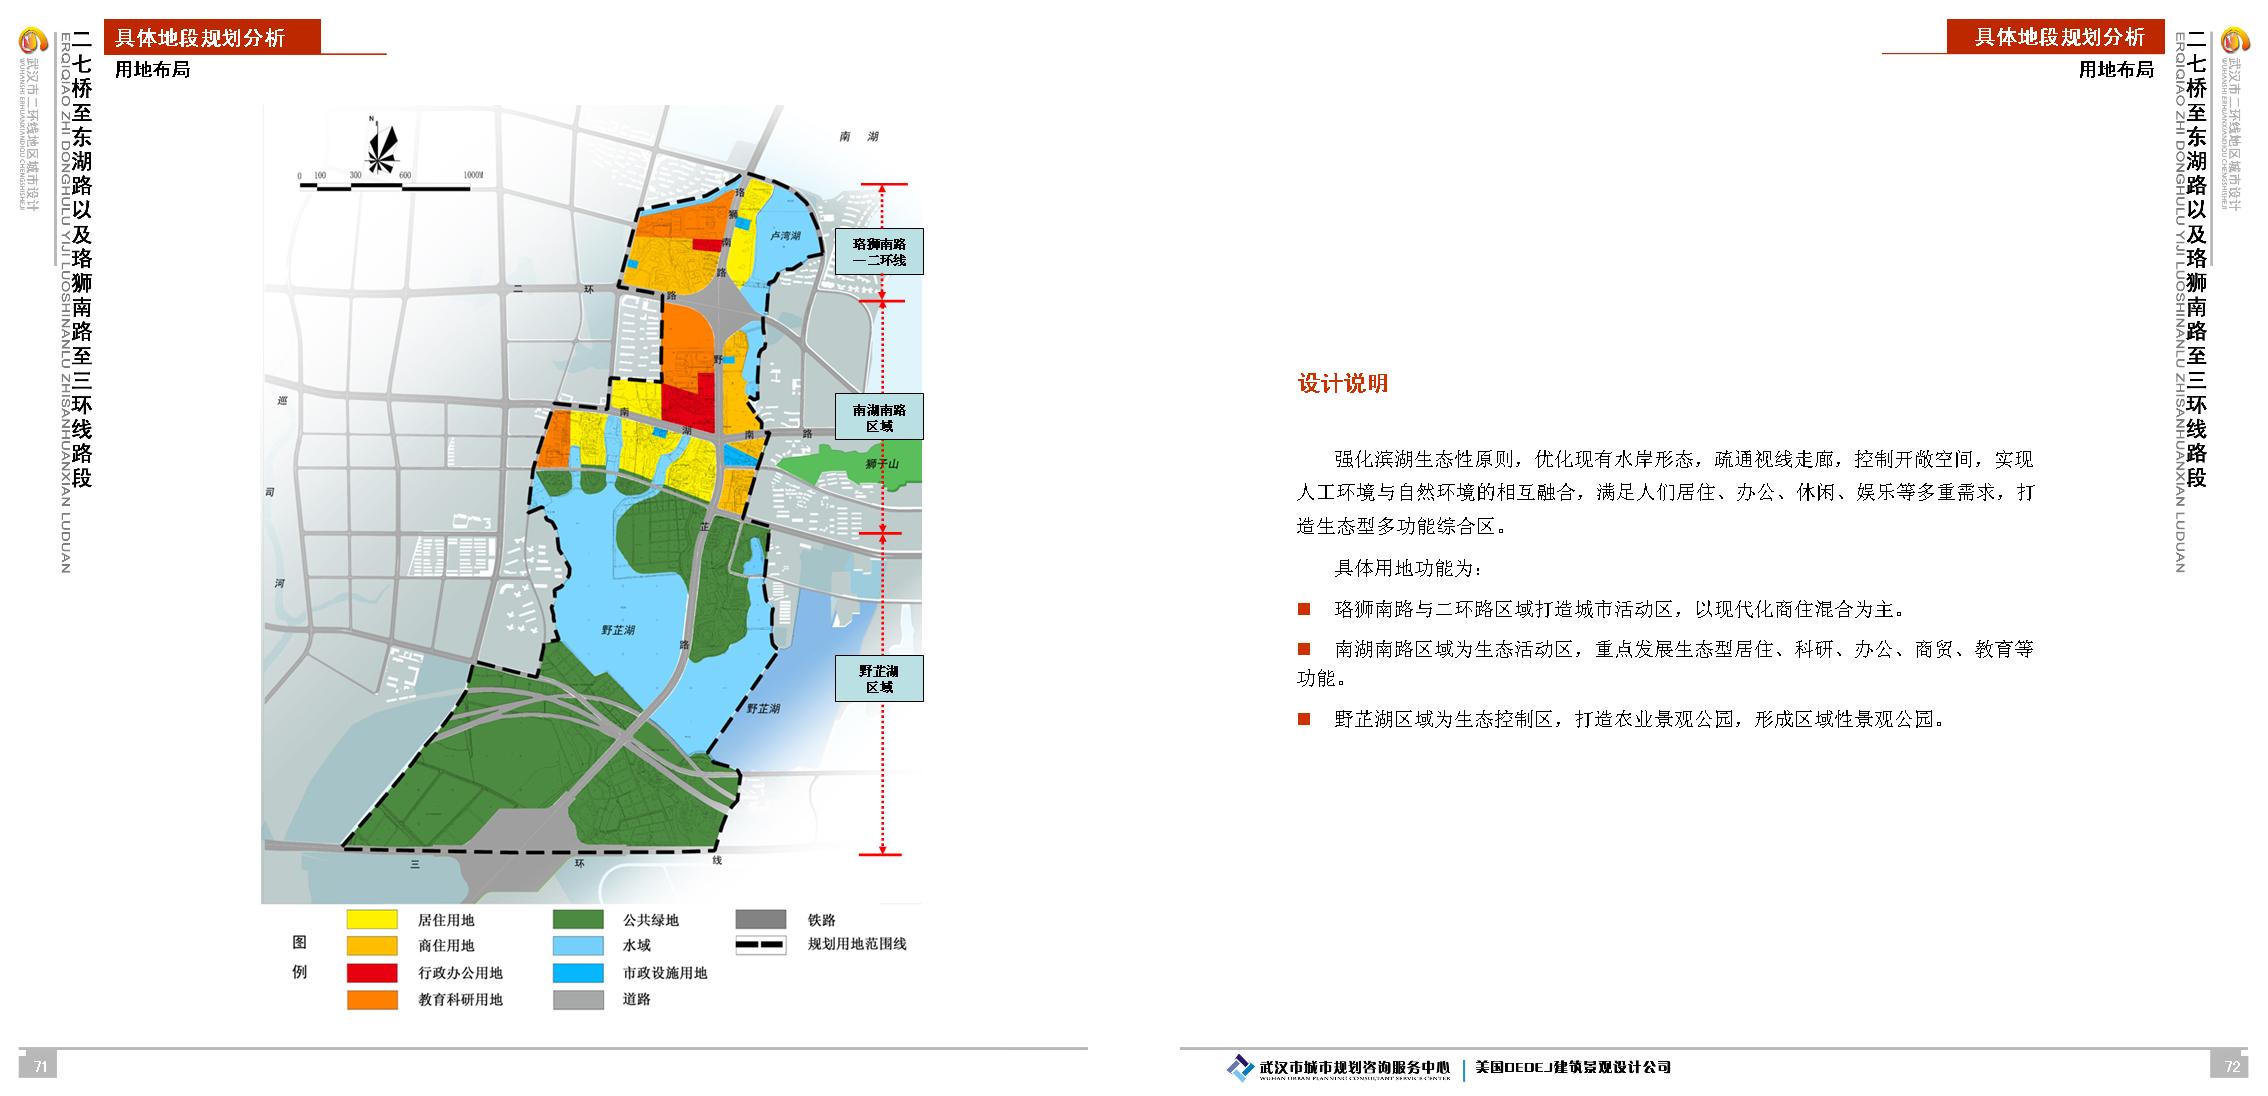 具体地段规划分析
用地布局
二七桥至东湖路以及珞狮南路至三环线路段
ERQIQIAO ZHI DONGHULU YIJI LUOSHINANLU ZHISANHUANXIAN LUDUAN
武汉市二环线地区城市设计
WUHANSHI ERHUANXIANDIQU CHENGSHISHEJI
N
0 100 300 600 1000M
南 湖
珞狮南路
卢湾湖
二环路
珞狮南路
一二环线
野芷路
南湖南路
南湖南路
区域
狮子山
巡司河
野芷湖
野芷湖
野芷湖
区域
三环线
图例
居住用地
商住用地
行政办公用地
教育科研用地
公共绿地
水域
市政设施用地
道路
铁路
规划用地范围线
71
具体地段规划分析
用地布局
二七桥至东湖路以及珞狮南路至三环线路段
ERQIQIAO ZHI DONGHULU YIJI LUOSHINANLU ZHISANHUANXIAN LUDUAN
武汉市二环线地区城市设计
WUHANSHI ERHUANXIANDIQU CHENGSHISHEJI
设计说明
强化滨湖生态性原则，优化现有水岸形态，疏通视线走廊，控制开敞空间，实现
人工环境与自然环境的相互融合，满足人们居住、办公、休闲、娱乐等多重需求，打
造生态型多功能综合区。
具体用地功能为：
珞狮南路与二环路区域打造城市活动区，以现代化商住混合为主。
南湖南路区域为生态活动区，重点发展生态型居住、科研、办公、商贸、教育等
功能。
野芷湖区域为生态控制区，打造农业景观公园，形成区域性景观公园。
武汉市城市规划咨询服务中心
WUHAN URBAN PLANNING CONSULTANT SERVICE CENTER
美国DEDEJ建筑景观设计公司
72